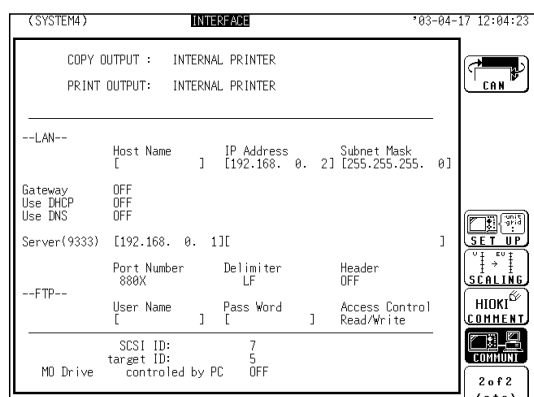 (SYSTEM4) INTERFACE '03-04-17 12:04:23
COPY OUTPUT : INTERNAL PRINTER
PRINT OUTPUT: INTERNAL PRINTER
--LAN--
Host Name IP Address Subnet Mask
[ ] [192.168. 0. 2] [255.255.255. 0]
Gateway OFF
Use DHCP OFF
Use DNS OFF
Server(9333) [192.168. 0. 1][ ]
Port Number Delimiter Header
880X LF OFF
--FTP--
User Name Pass Word Access Control
[ ] [ ] Read/Write
SCSI ID: 7
target ID: 5
MO Drive controled by PC OFF
CAN
unit
grid
SET UP
SCALING
HIOKI
COMMENT
COMMUNI
2of2